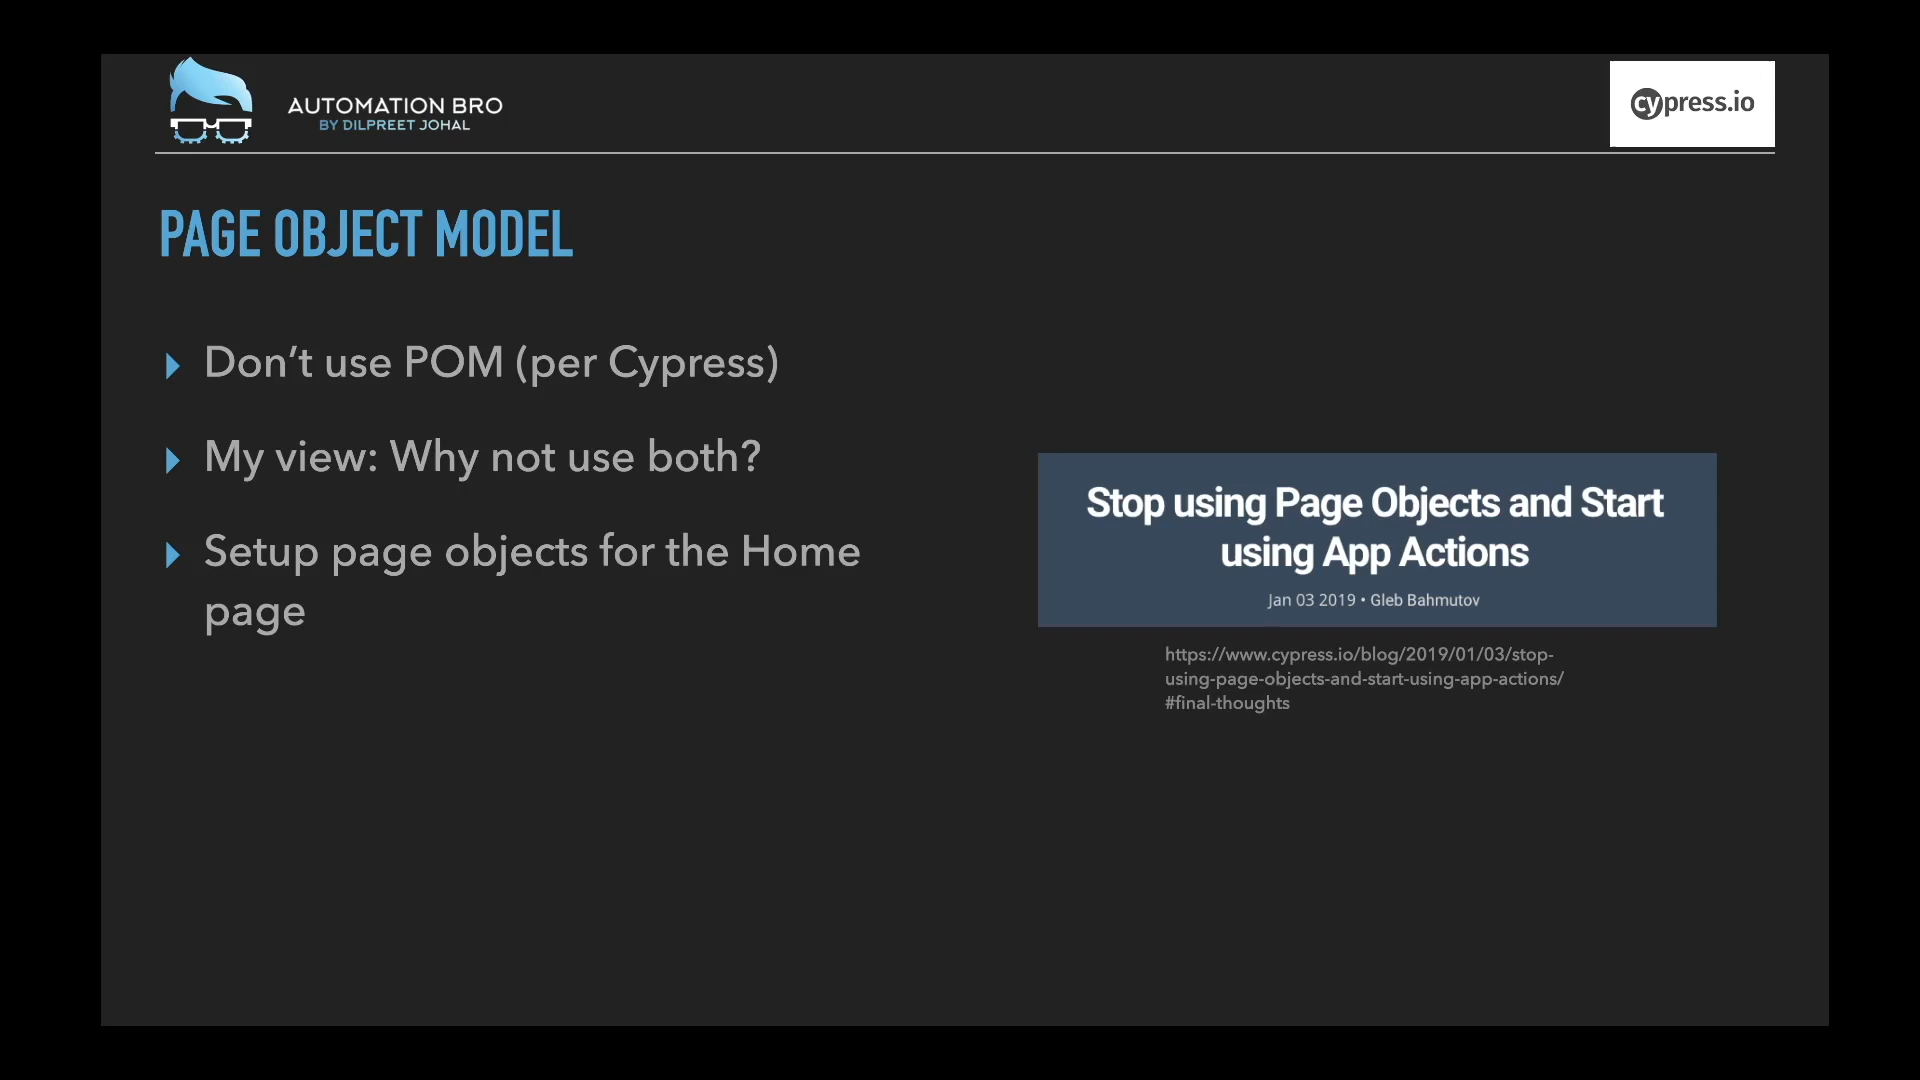 AUTOMATION BRO
BY DILPREET JOHAL
cypress.io
PAGE OBJECT MODEL
Don’t use POM (per Cypress)
My view: Why not use both?
Setup page objects for the Home
page
Stop using Page Objects and Start
using App Actions
Jan 03 2019 • Gleb Bahmutov
https://www.cypress.io/blog/2019/01/03/stop-
using-page-objects-and-start-using-app-actions/
#final-thoughts